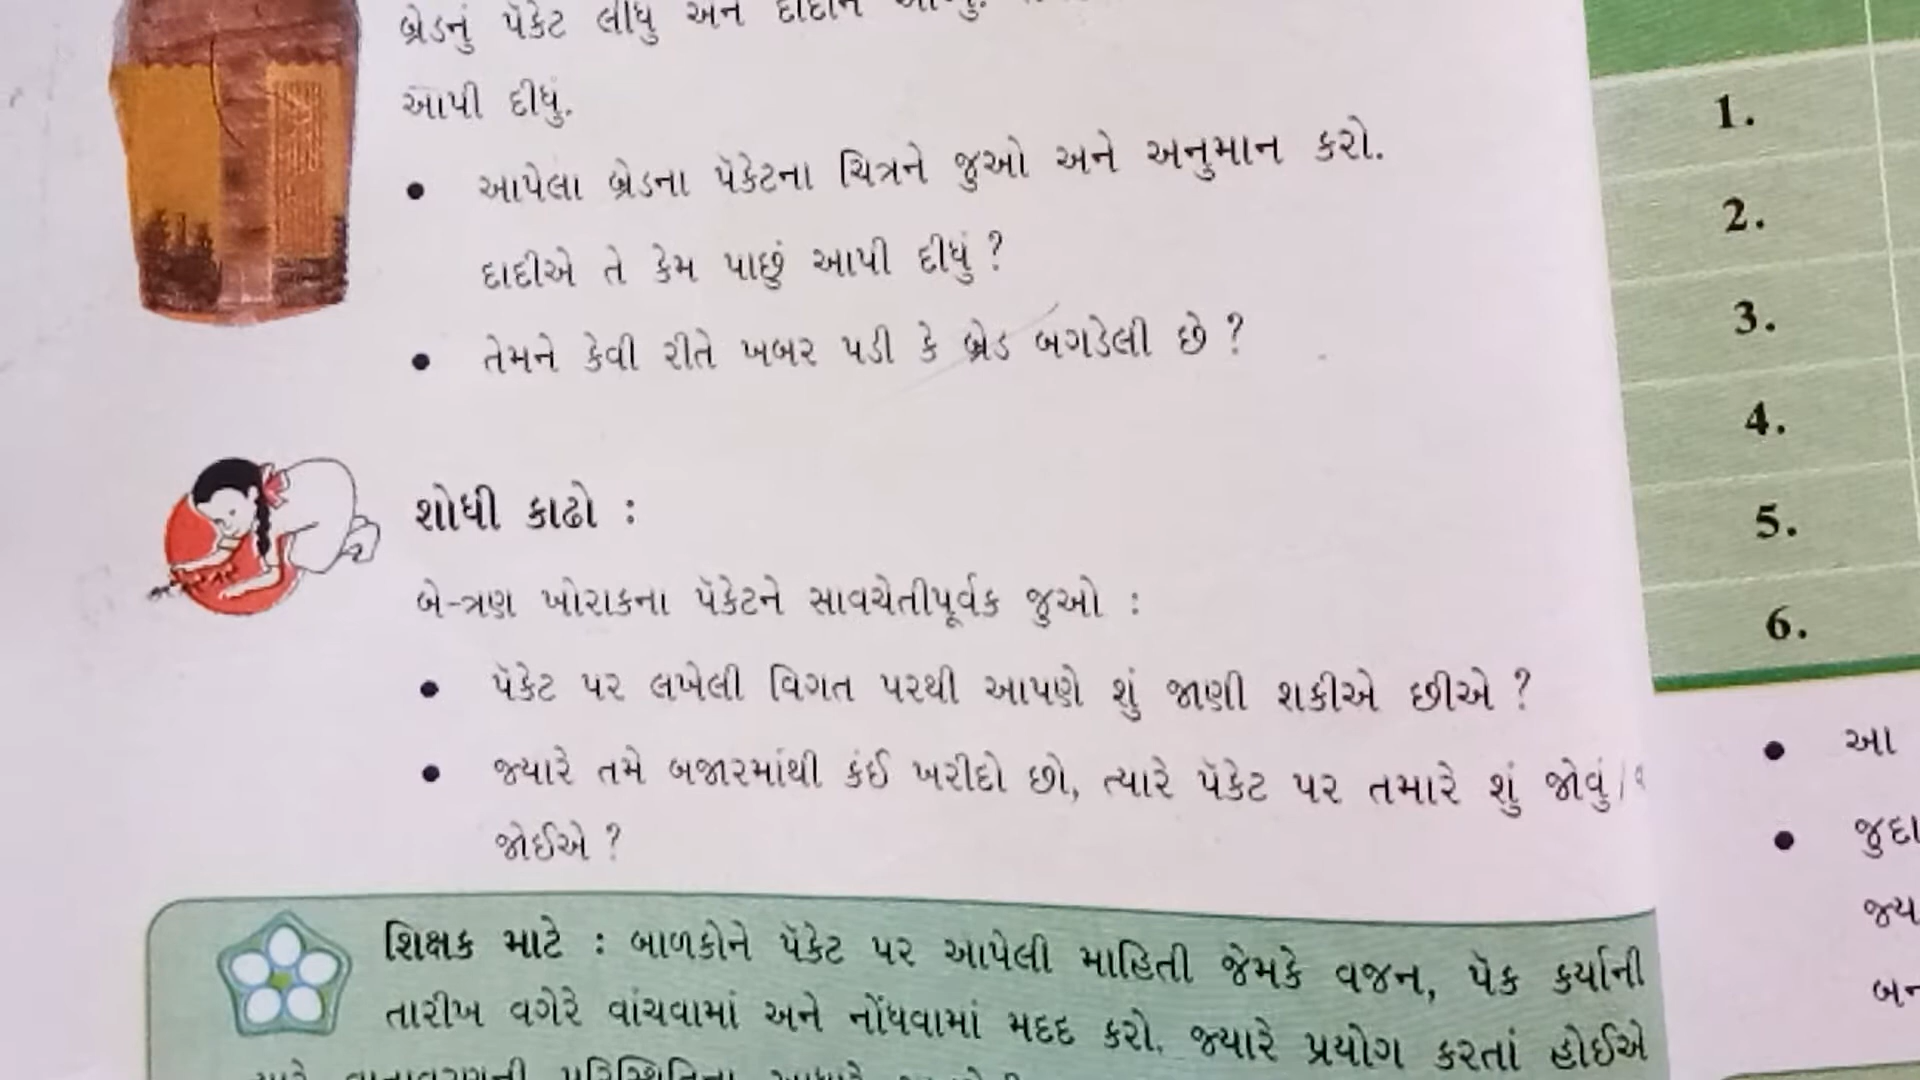 બ્રેડનું પૅકેટ લીધુ અને
આપી દીધું.
• આપેલા બ્રેડના પૅકેટના ચિત્રને જુઓ અને અનુમાન કરો.
દાદીએ તે કેમ પાછું આપી દીધું ?
• તેમને કેવી રીતે ખબર પડી કે બ્રેડ બગડેલી છે ?
શોધી કાઢો :
બે-ત્રણ ખોરાકના પૅકેટને સાવચેતીપૂર્વક જુઓ :
• પૅકેટ પર લખેલી વિગત પરથી આપણે શું જાણી શકીએ છીએ ?
• જ્યારે તમે બજારમાંથી કંઈ ખરીદો છો, ત્યારે પૅકેટ પર તમારે શું જોવું
જોઈએ ?
શિક્ષક માટે : બાળકોને પૅકેટ પર આપેલી માહિતી જેમકે વજન, પૅક કર્યાની
તારીખ વગેરે વાંચવામાં અને નોંધવામાં મદદ કરો. જ્યારે પ્રયોગ કરતાં હોઈએ
1.
2.
3.
4.
5.
6.
• આ
•